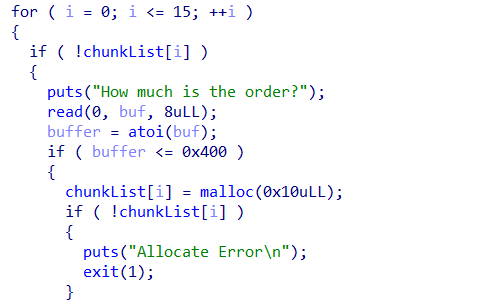 for ( i = 0; i <= 15; ++i )
{
  if ( !chunkList[i] )
  {
    puts("How much is the order?");
    read(0, buf, 8uLL);
    buffer = atoi(buf);
    if ( buffer <= 0x400 )
    {
      chunkList[i] = malloc(0x10uLL);
      if ( !chunkList[i] )
      {
        puts("Allocate Error\n");
        exit(1);
      }